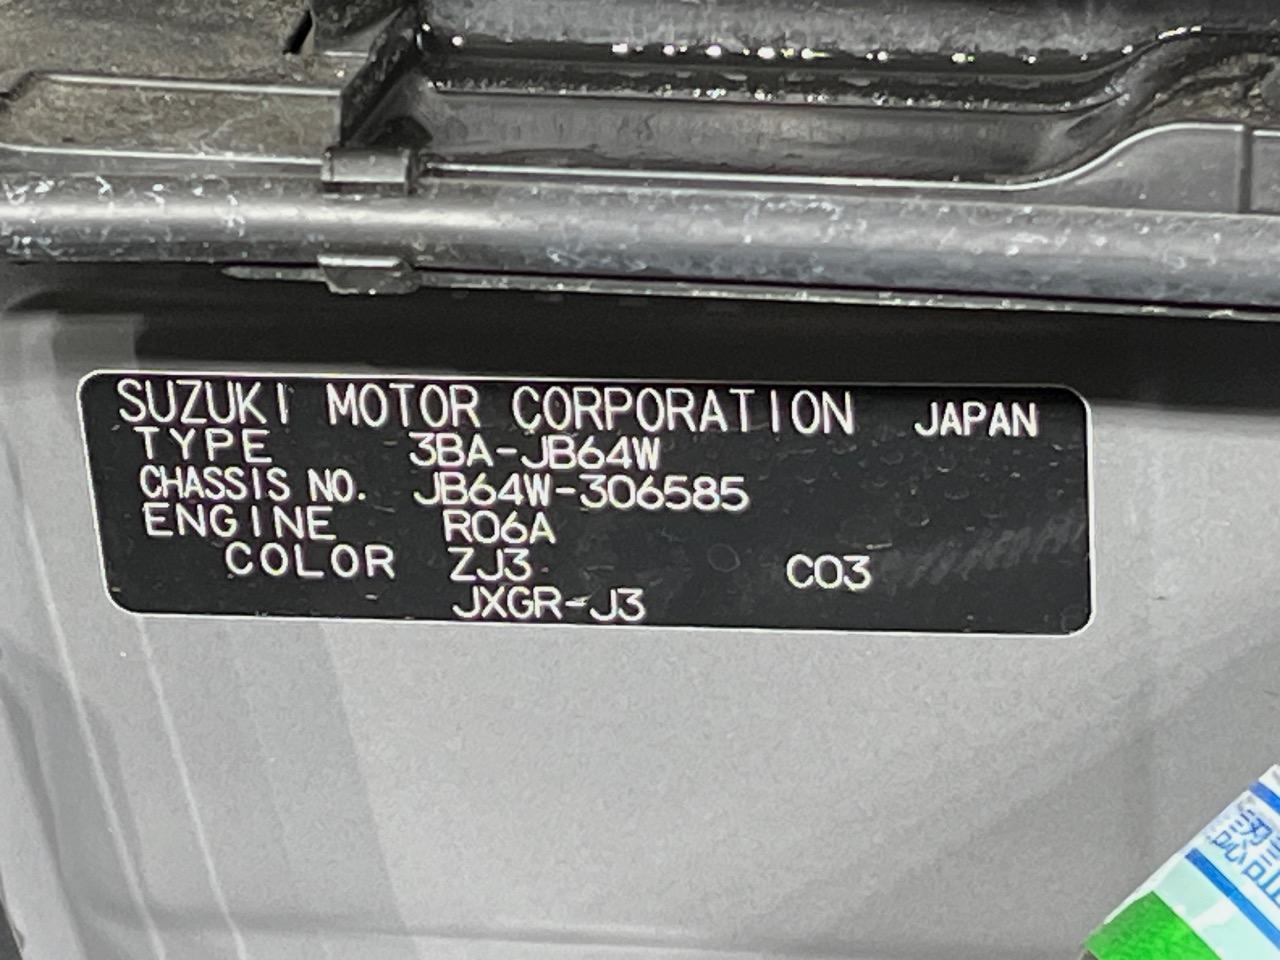 SUZUKI MOTOR CORPORATION JAPAN
TYPE 3BA-JB64W
CHASSIS NO. JB64W-306585
ENGINE R06A
COLOR ZJ3 C03
JXGR-J3